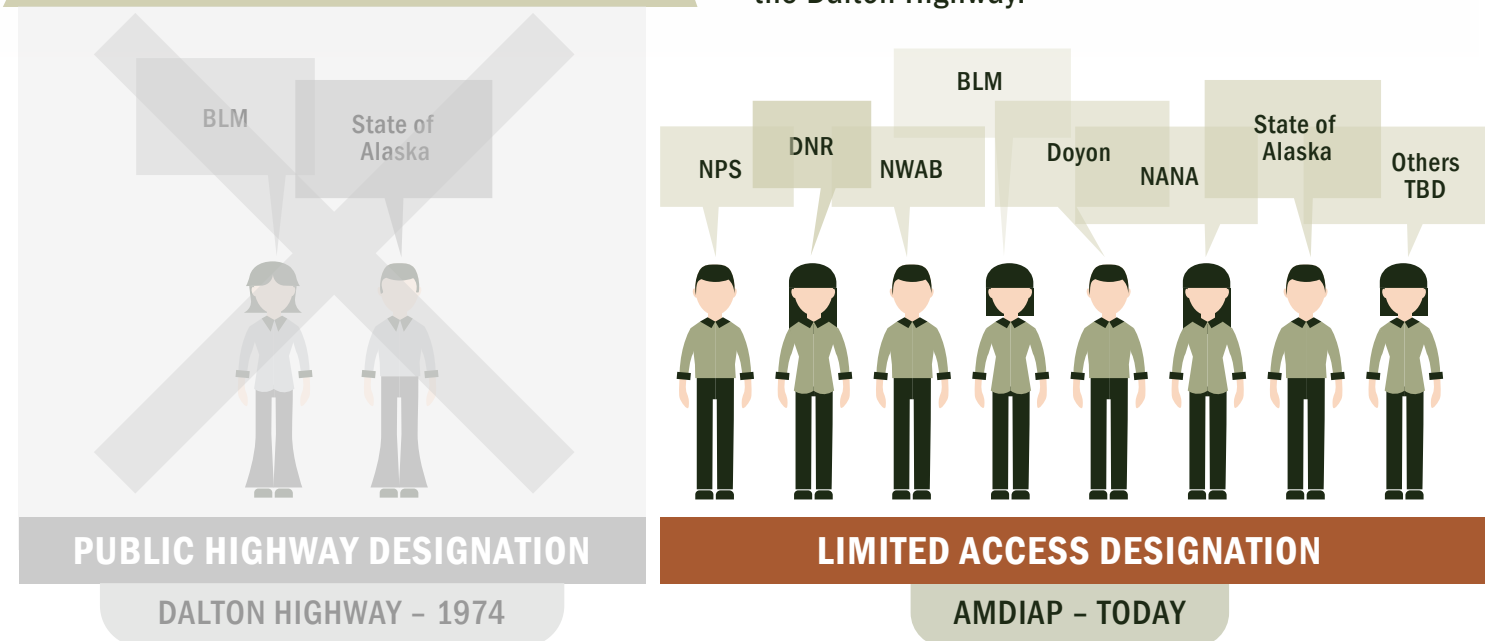 the Dalton Highway.
BLM
State of
Alaska
NPS
DNR
NWAB
BLM
Doyon
NANA
State of
Alaska
Others
TBD
PUBLIC HIGHWAY DESIGNATION
LIMITED ACCESS DESIGNATION
DALTON HIGHWAY – 1974
AMDIAP – TODAY